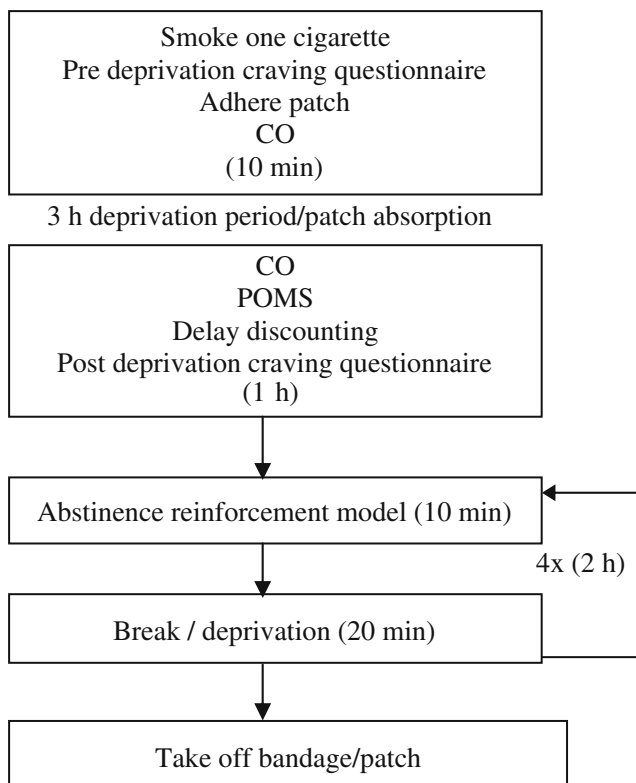 Smoke one cigarette
Pre deprivation craving questionnaire
Adhere patch
CO
(10 min)
3 h deprivation period/patch absorption
CO
POMS
Delay discounting
Post deprivation craving questionnaire
(1 h)
Abstinence reinforcement model (10 min)
4x (2 h)
Break / deprivation (20 min)
Take off bandage/patch